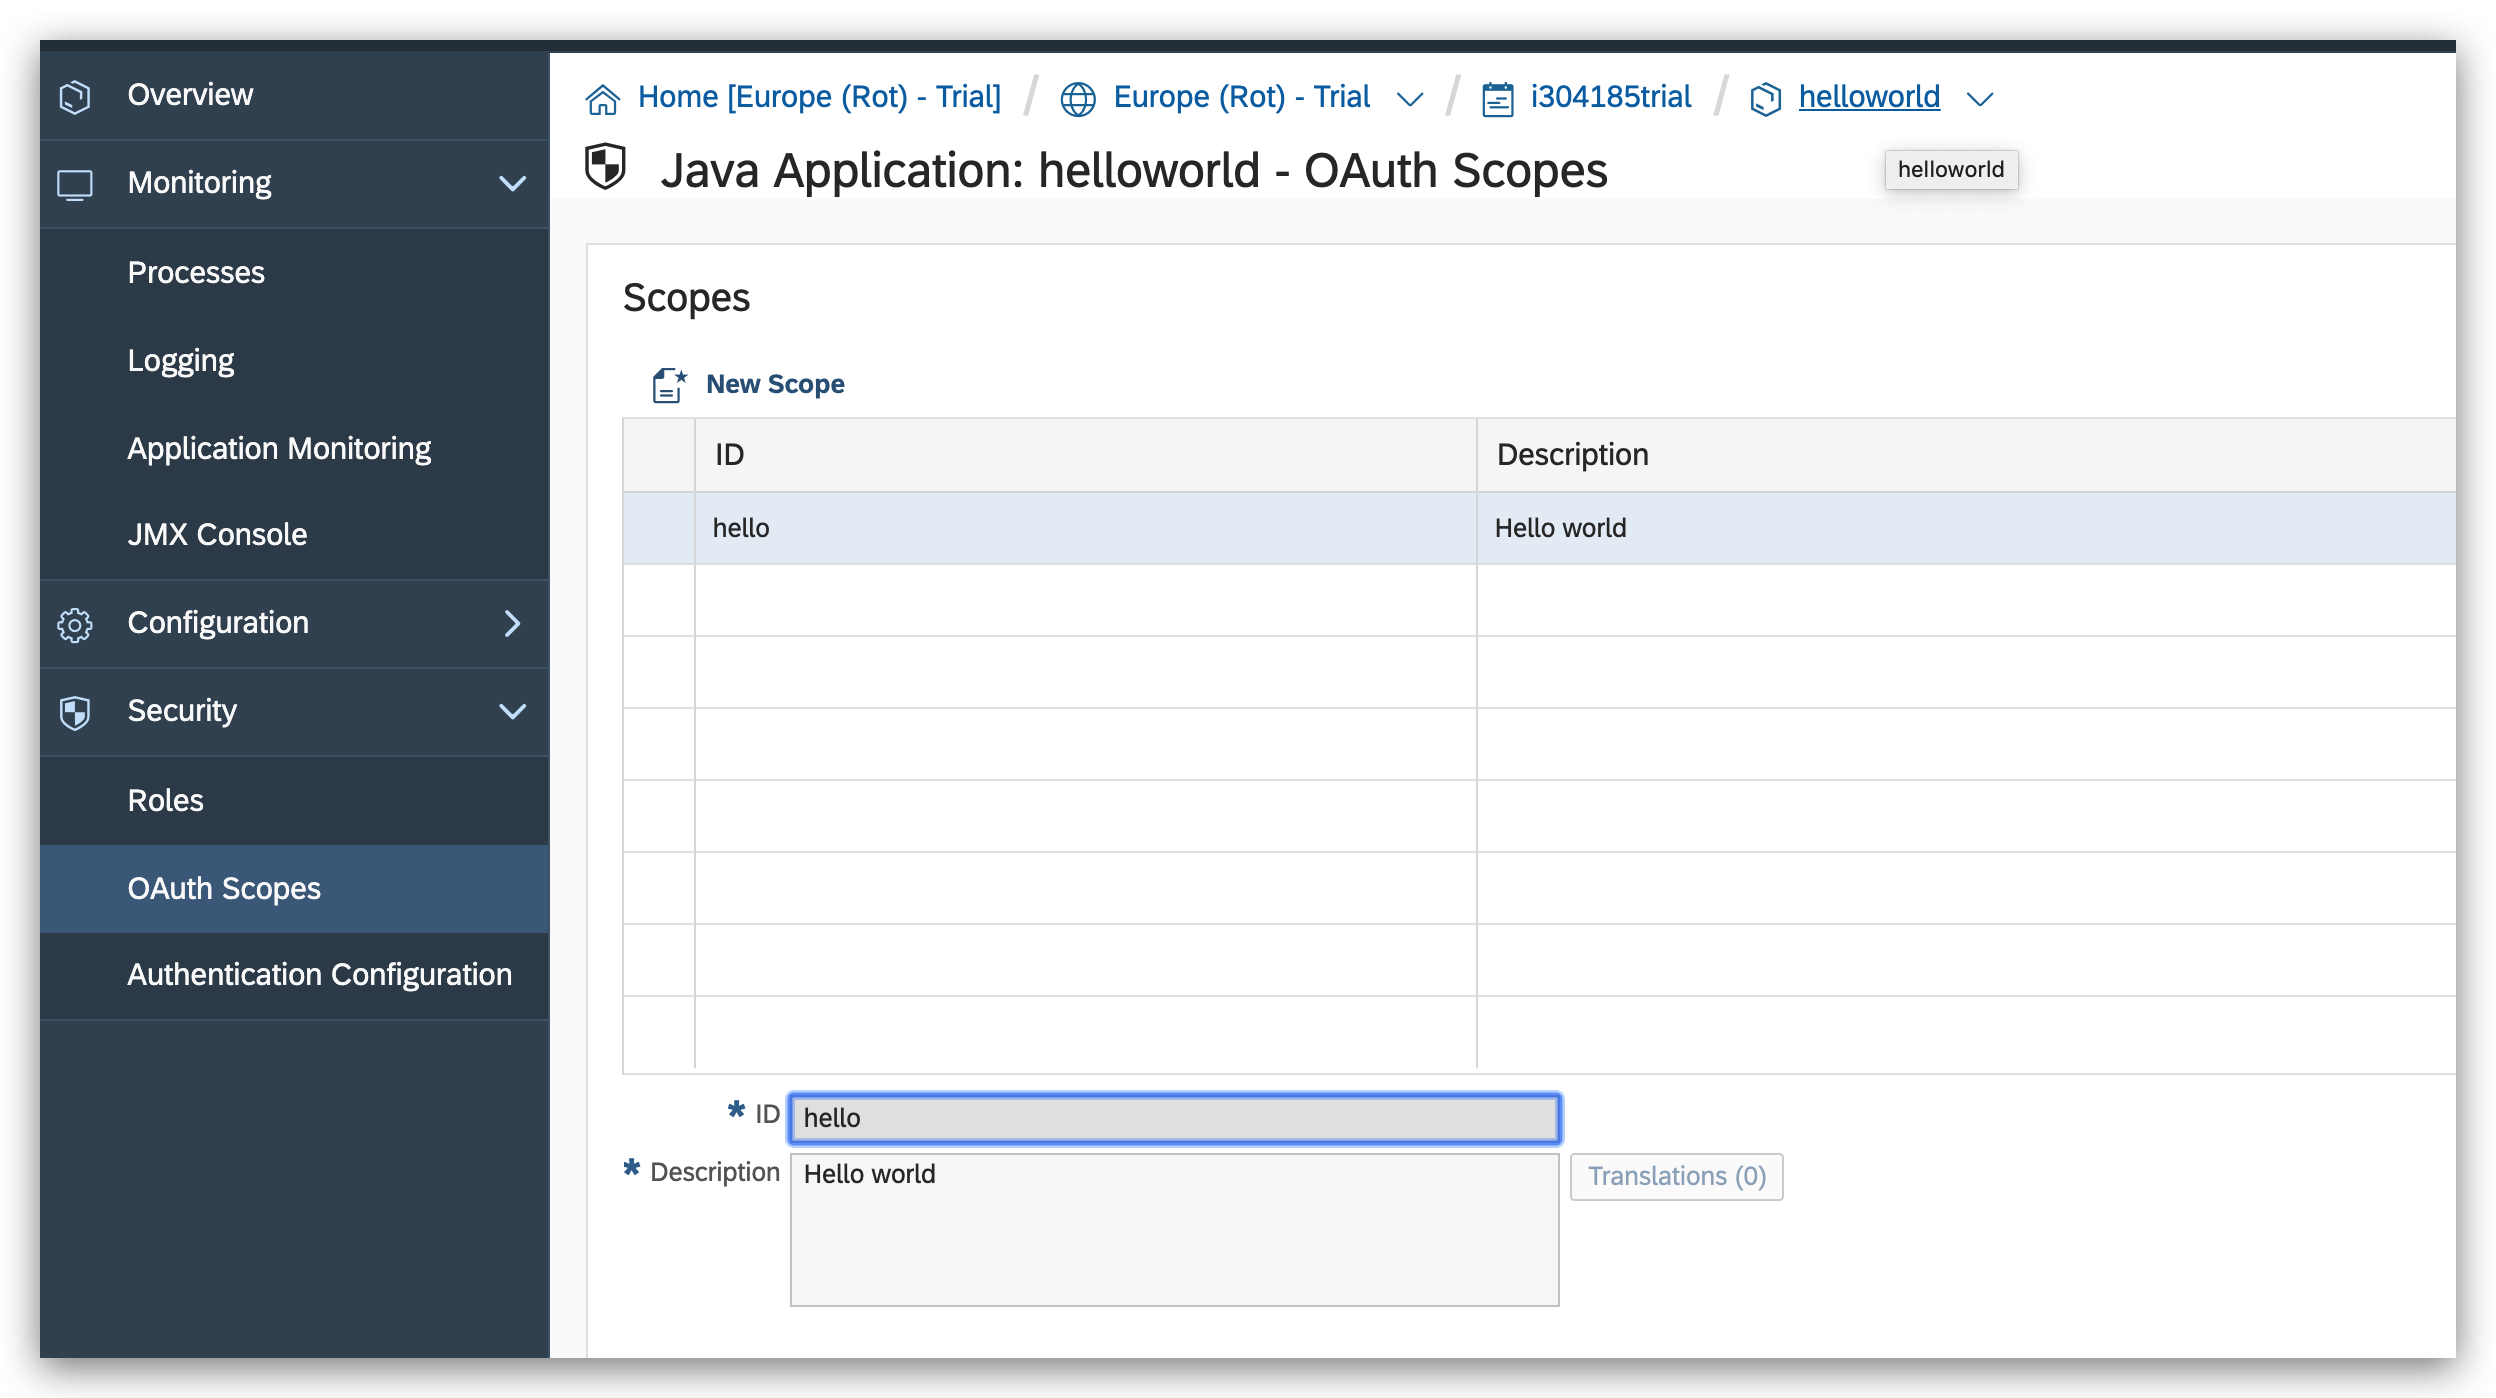 Overview
Monitoring
Processes
Logging
Application Monitoring
JMX Console
Configuration
Security
Roles
OAuth Scopes
Authentication Configuration
Home [Europe (Rot) - Trial] / Europe (Rot) - Trial / i304185trial / helloworld
Java Application: helloworld - OAuth Scopes
helloworld
Scopes
New Scope
ID Description
hello Hello world
* ID hello
* Description Hello world Translations (0)